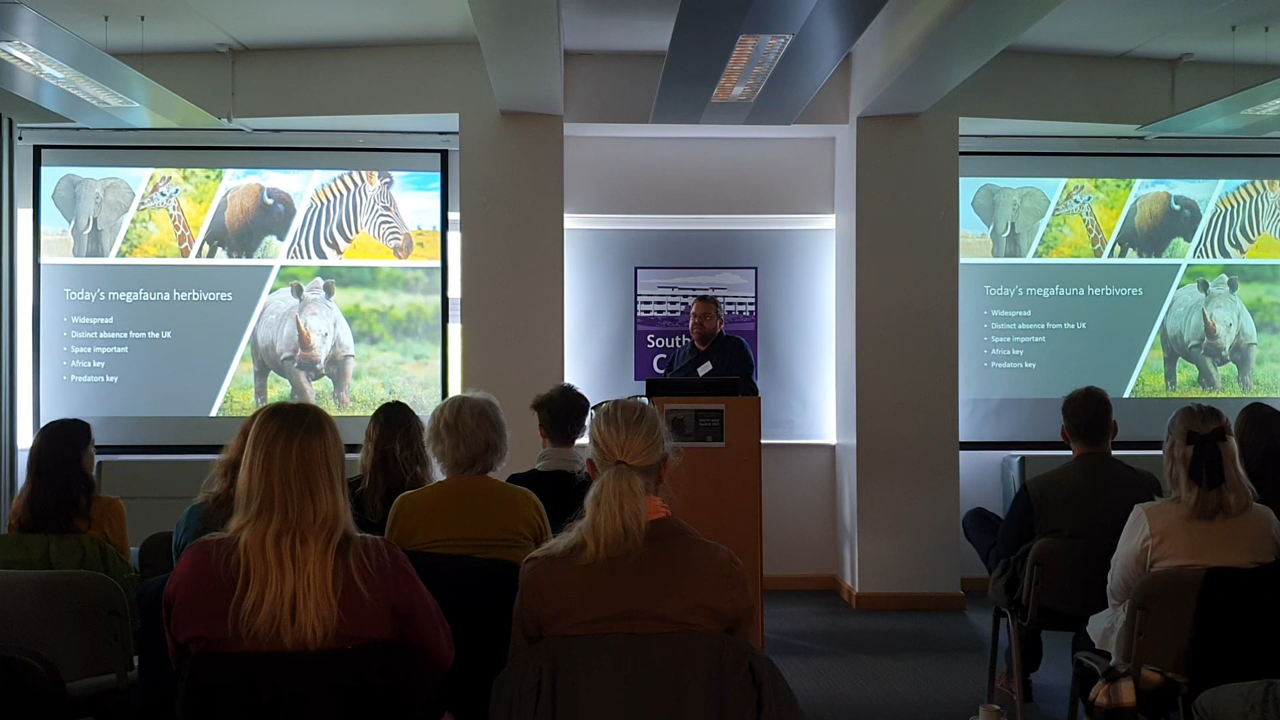 Today's megafauna herbivores
• Widespread
• Distinct absence from the UK
• Space important
• Africa key
• Predators key
South
C
Today's megafauna herbivores
• Widespread
• Distinct absence from the UK
• Space important
• Africa key
• Predators key